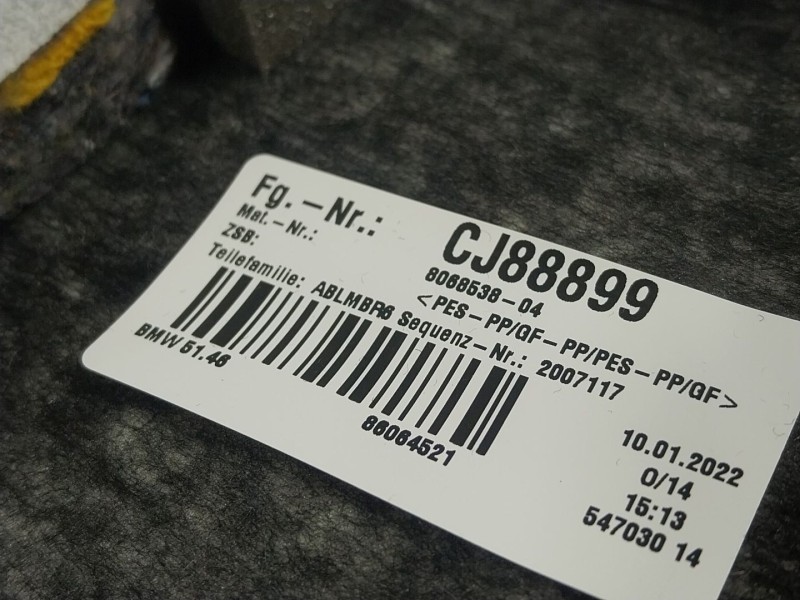 Fg.-Nr.: CJ88899
Mat.-Nr.: 8068538-04
ZSB: <PES-PP/GF-PP/PES-PP/GF>
Teilefamilie: ABLMBR6 Sequenz-Nr.: 2007117
BMW 51.46
86064521
10.01.2022
0/14
15:13
547030 14